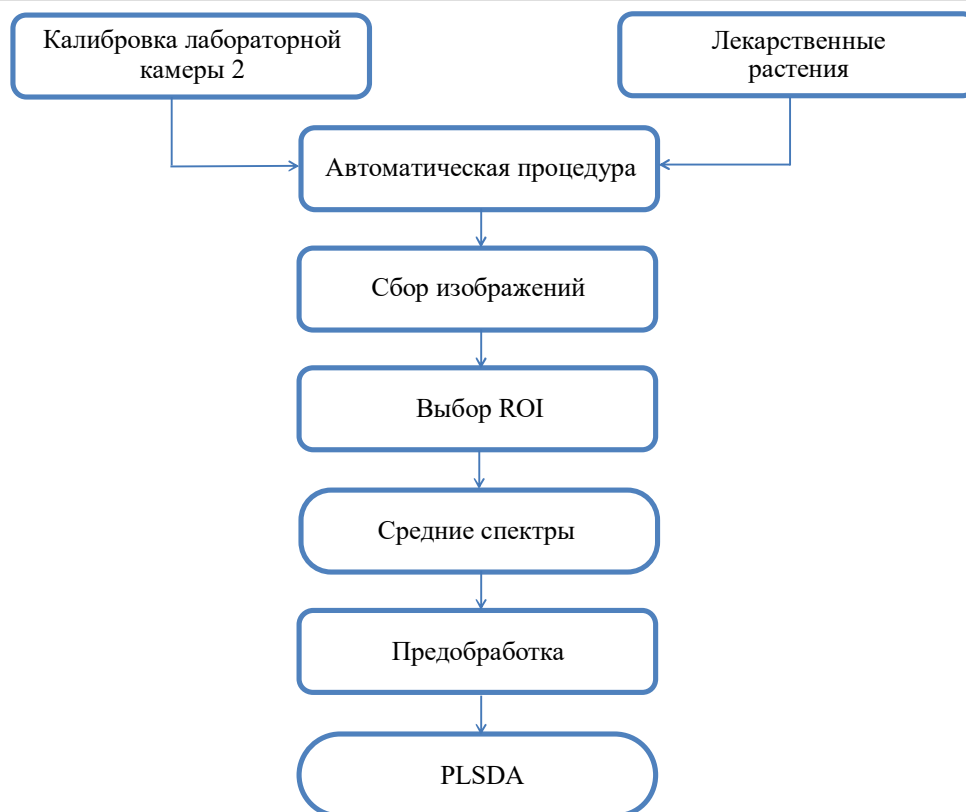 Калибровка лабораторной
камеры 2
Лекарственные
растения
Автоматическая процедура
Сбор изображений
Выбор ROI
Средние спектры
Предобработка
PLSDA